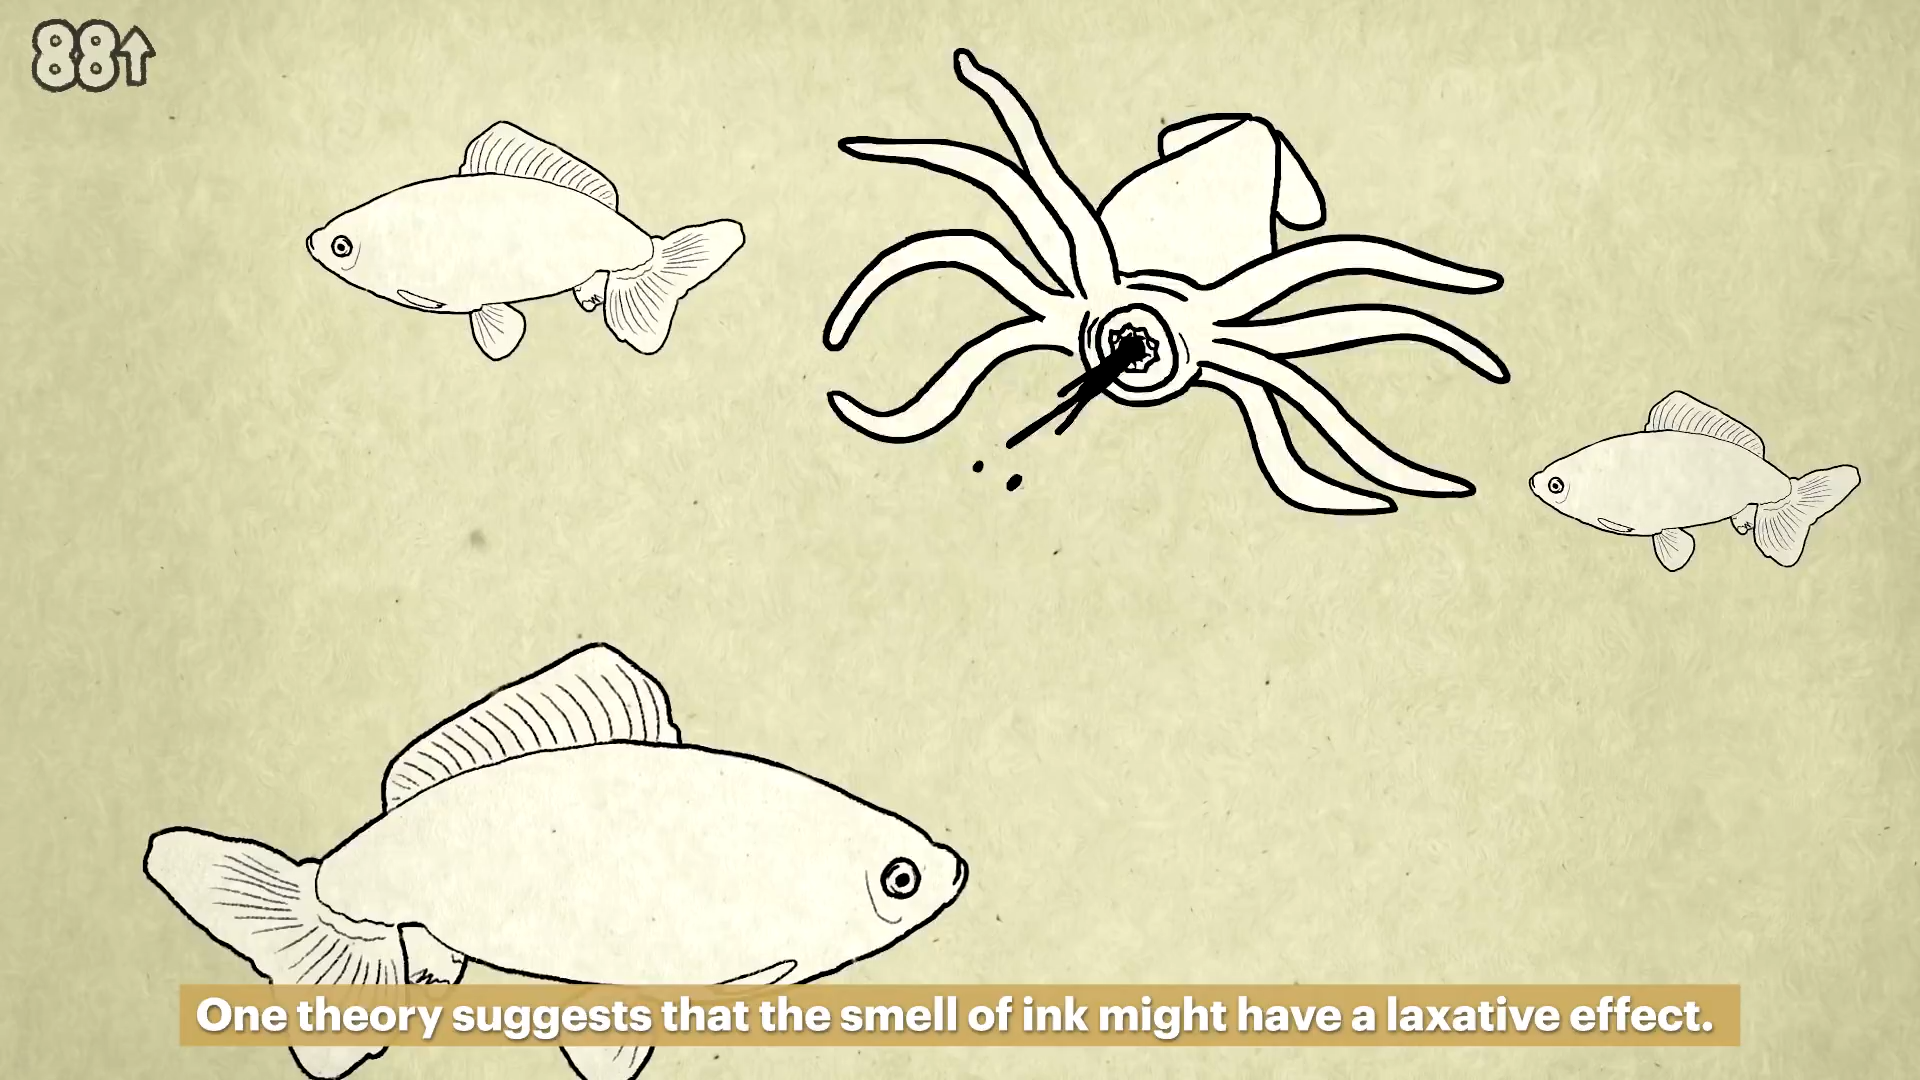 88↑
One theory suggests that the smell of ink might have a laxative effect.